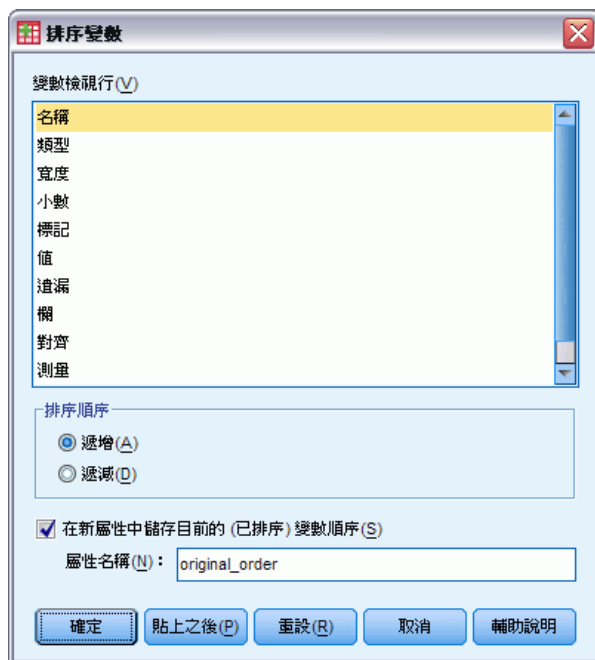 排序變數
變數檢視行(V)
名稱
類型
寬度
小數
標記
值
遺漏
欄
對齊
測量
排序順序
遞增(A)
遞減(D)
在新屬性中儲存目前的 (已排序) 變數順序(S)
屬性名稱(N)： original_order
確定 貼上之後(P) 重設(R) 取消 輔助說明